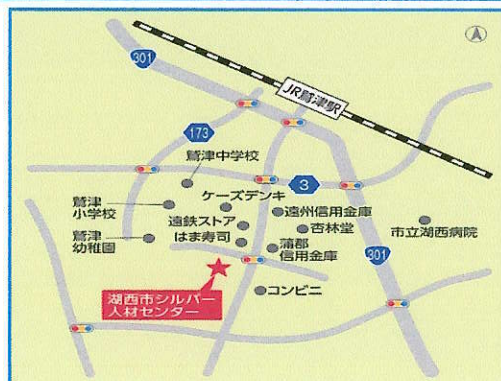 301
JR鷲津駅
173
鷲津中学校
3
鷲津
小学校
ケーズデンキ
遠州信用金庫
遠鉄ストア
杏林堂
市立湖西病院
鷲津
幼稚園
はま寿司
蒲郡
信用金庫
301
湖西市シルバー
人材センター
コンビニ